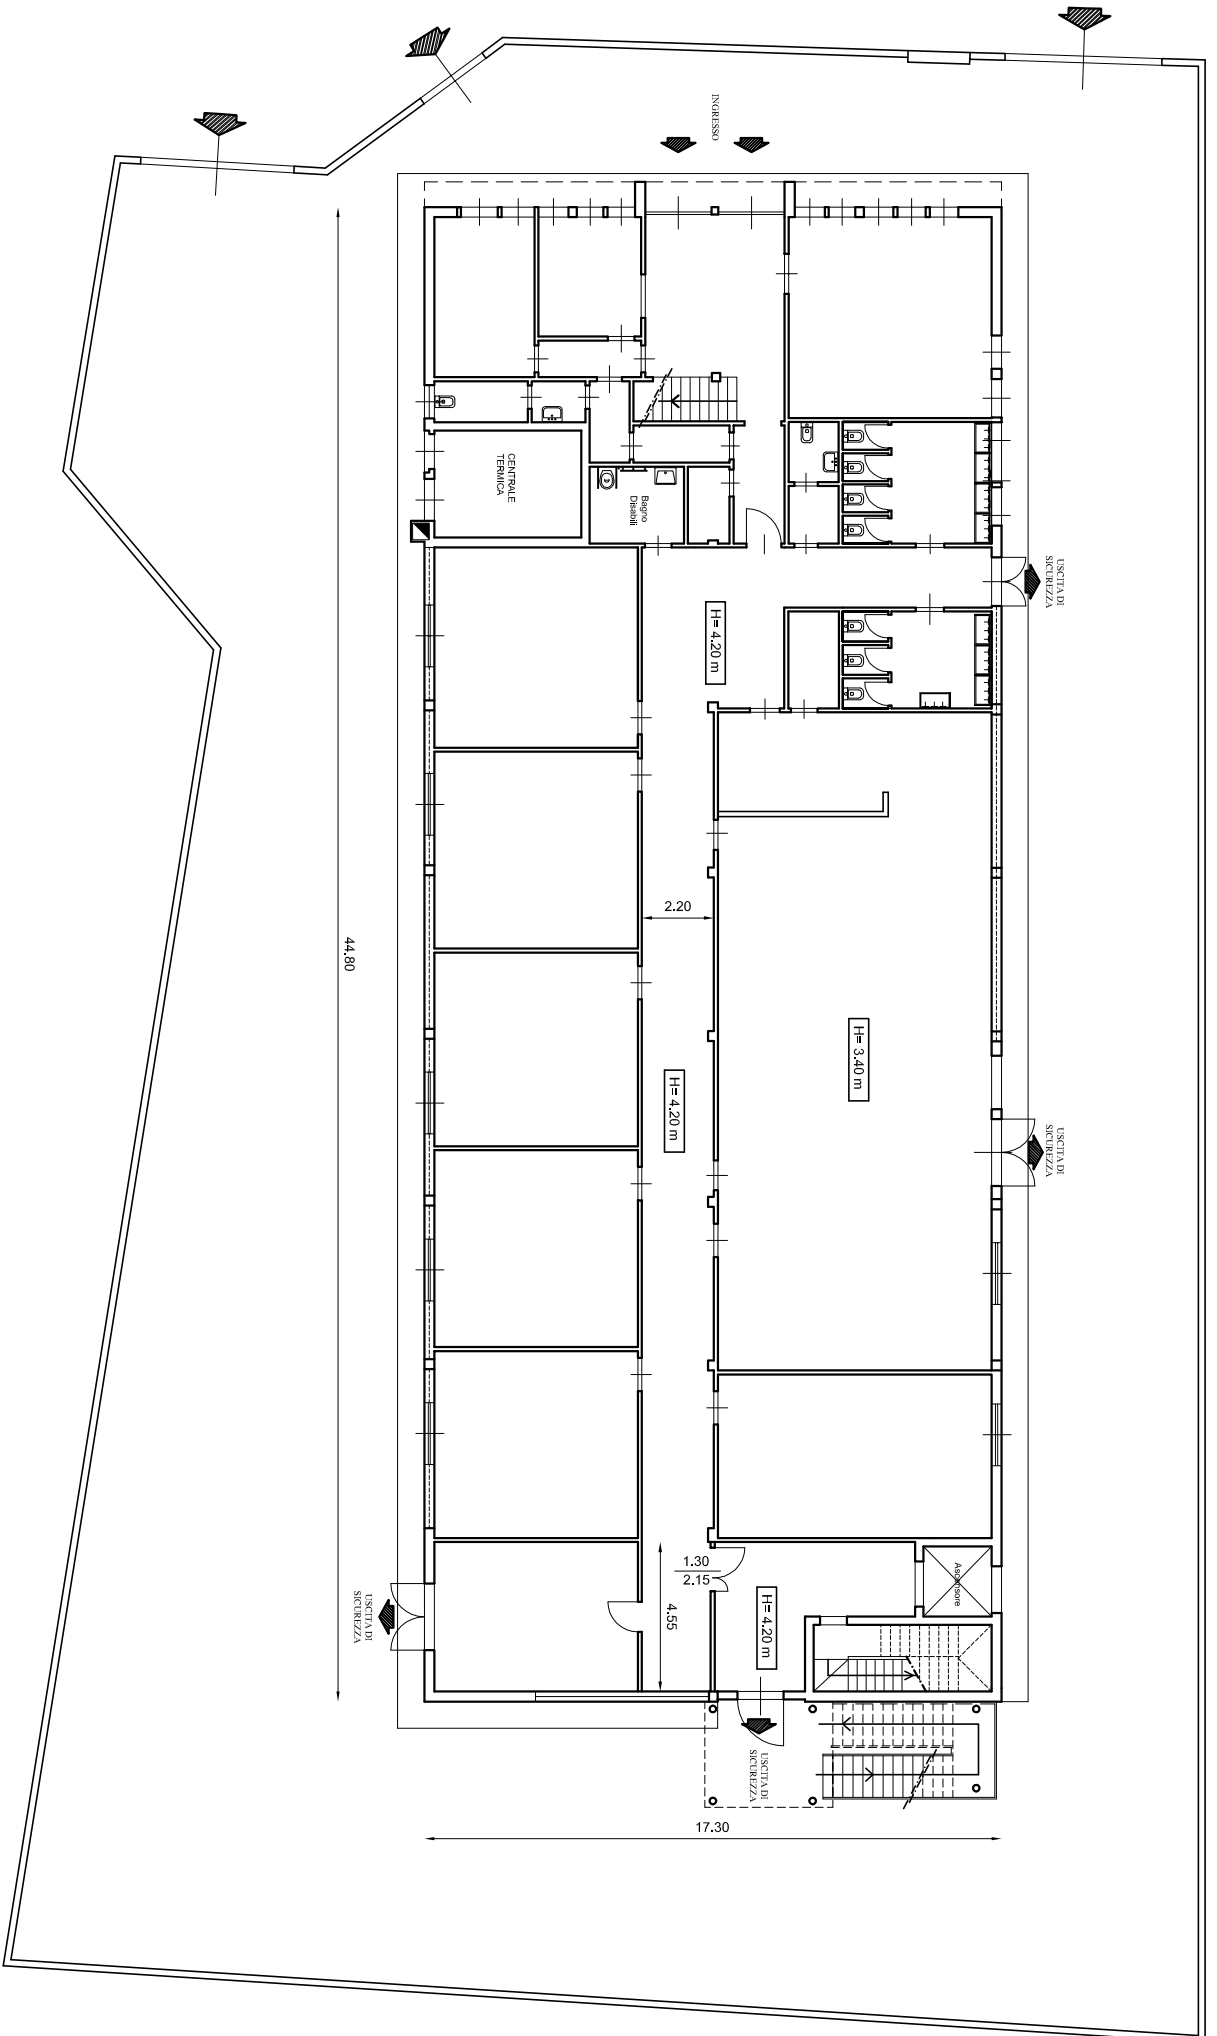 INGRESSO
CENTRALE
TERMICA
Bagno
Disabili
USCITA DI
SICUREZZA
H= 4.20 m
2.20
44.80
H= 3.40 m
H= 4.20 m
USCITA DI
SICUREZZA
1.30
2.15
4.55
H= 4.20 m
Ascensore
USCITA DI
SICUREZZA
USCITA DI
SICUREZZA
17.30